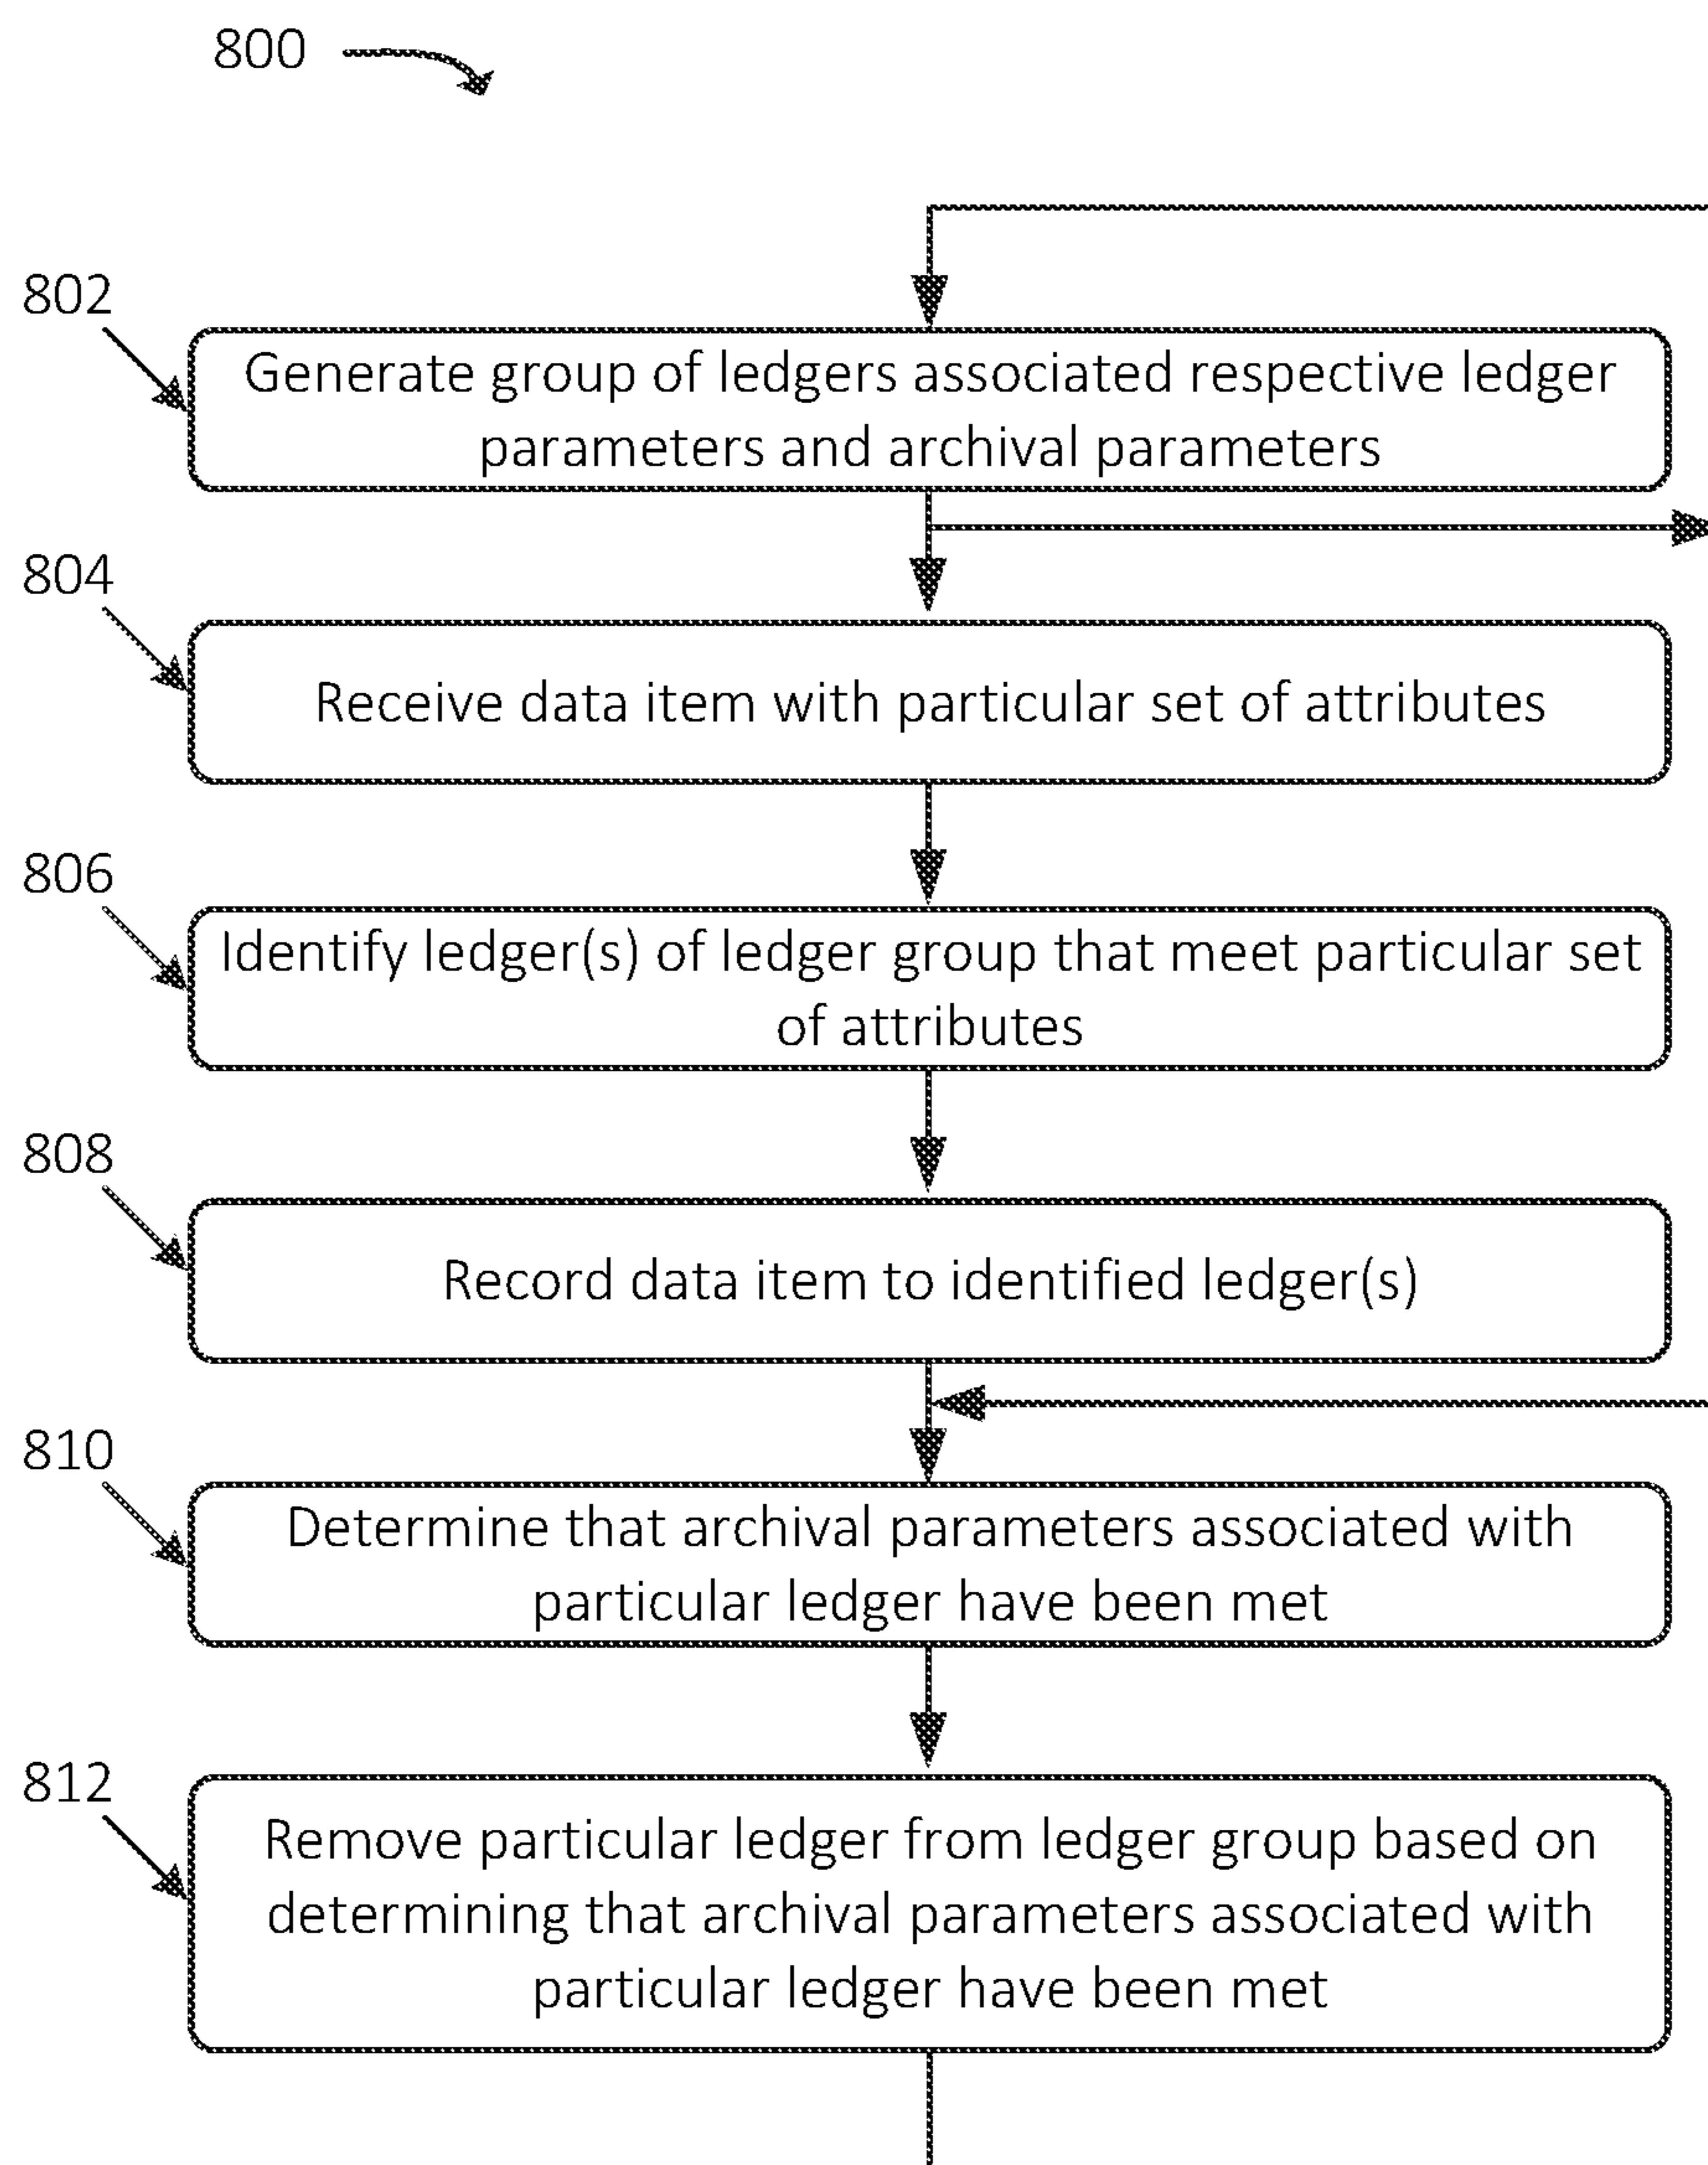 800
802
Generate group of ledgers associated respective ledger
parameters and archival parameters
804
Receive data item with particular set of attributes
806
Identify ledger(s) of ledger group that meet particular set
of attributes
808
Record data item to identified ledger(s)
810
Determine that archival parameters associated with
particular ledger have been met
812
Remove particular ledger from ledger group based on
determining that archival parameters associated with
particular ledger have been met